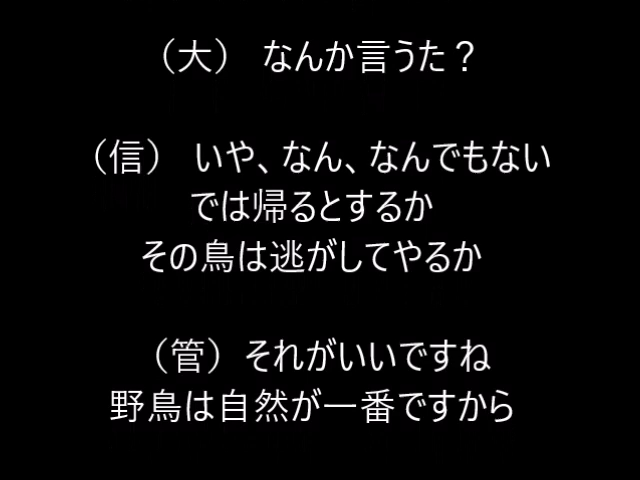 （大）　なんか言うた？
（信）　いや、なん、なんでもない
では帰るとするか
その鳥は逃がしてやるか
（管）それがいいですね
野鳥は自然が一番ですから